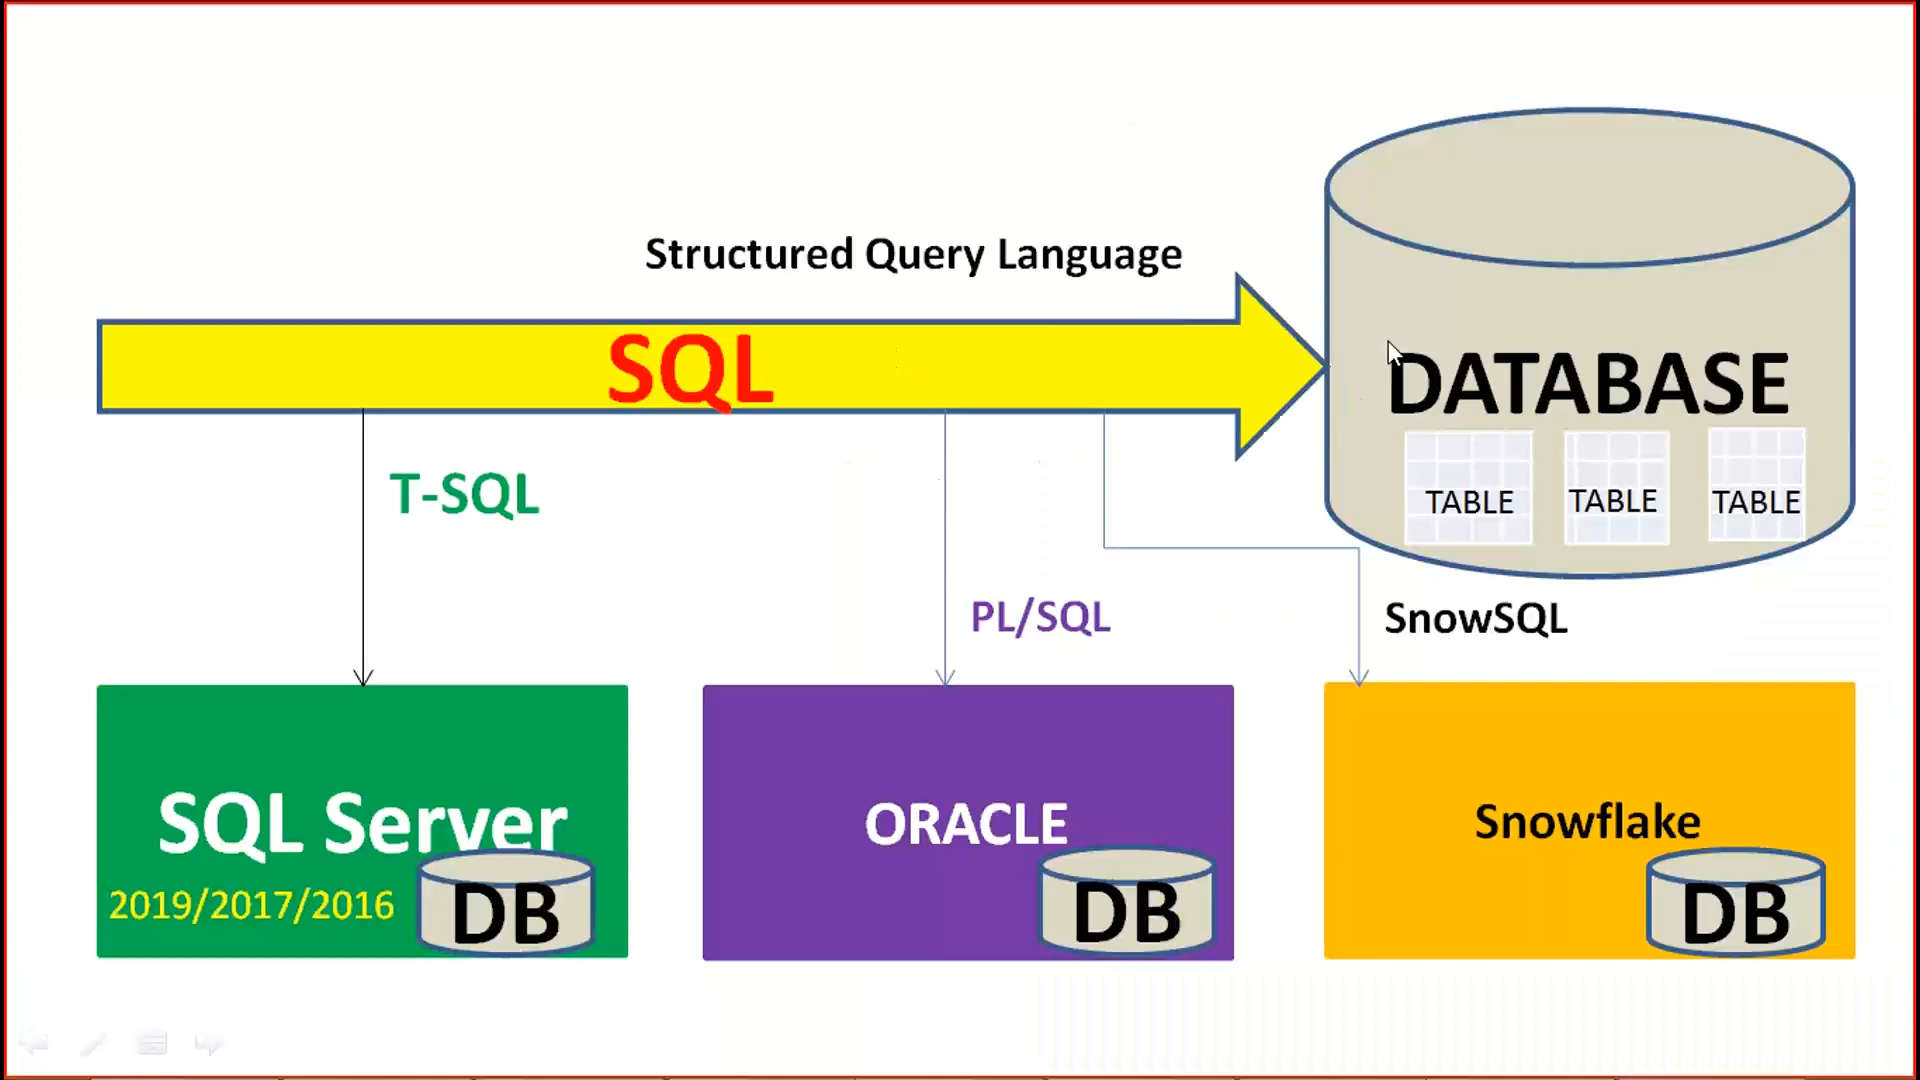 Structured Query Language
SQL
DATABASE
TABLE
TABLE
TABLE
T-SQL
PL/SQL
SnowSQL
SQL Server
2019/2017/2016
DB
ORACLE
DB
Snowflake
DB